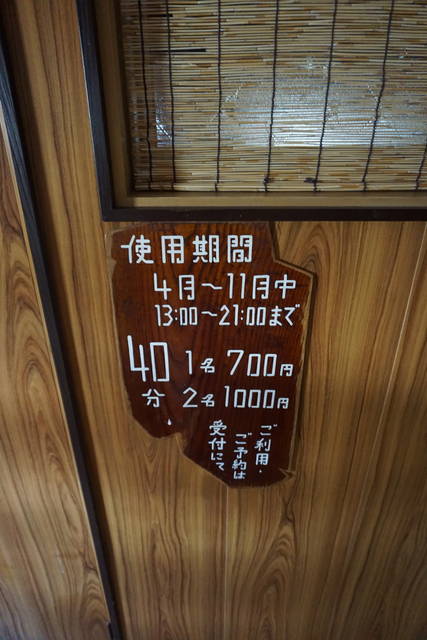 使用期間
4月～11月中
13:00～21:00まで
40分
1名 700円
2名 1000円
ご利用・
ご予約は
受付にて